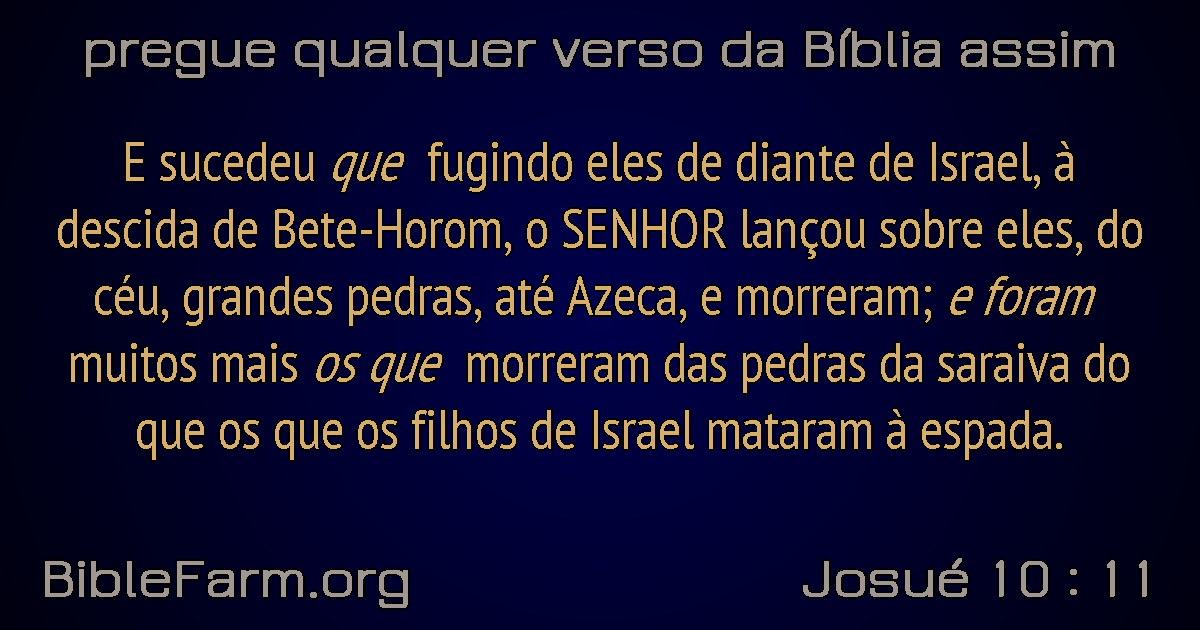 pregue qualquer verso da Bíblia assim
E sucedeu que fugindo eles de diante de Israel, à
descida de Bete-Horom, o SENHOR lançou sobre eles, do
céu, grandes pedras, até Azeca, e morreram; e foram
muitos mais os que morreram das pedras da saraiva do
que os que os filhos de Israel mataram à espada.
BibleFarm.org
Josué 10 : 11